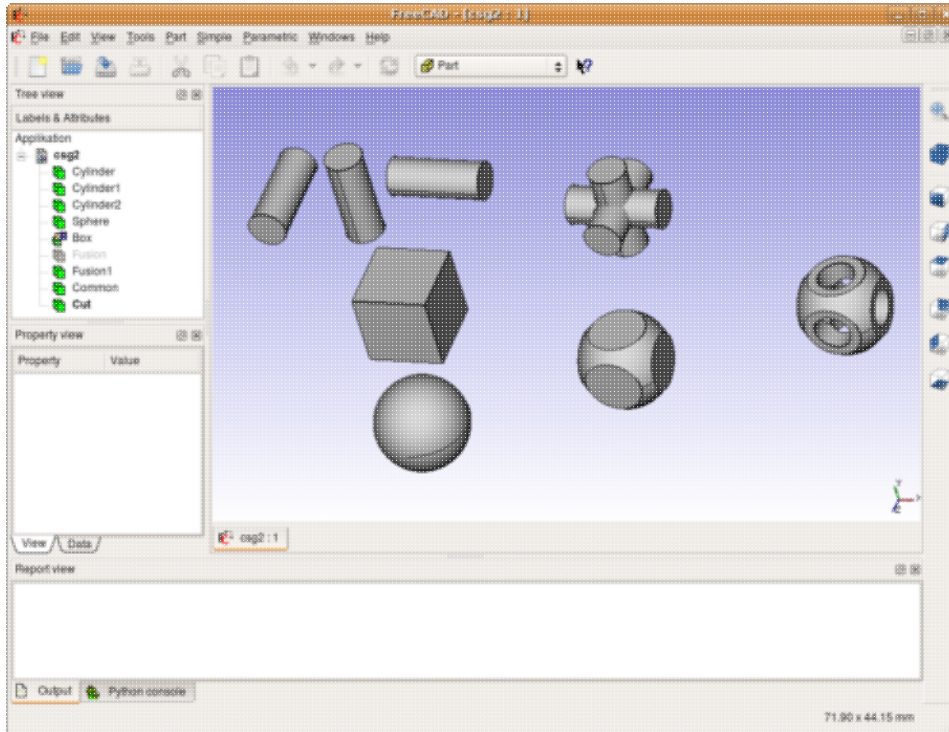 FreeCAD - [csg2 : 1]
File Edit View Tools Part Simple Parametric Windows Help
Part
Tree view
Labels & Attributes
Applikation
csg2
Cylinder
Cylinder1
Cylinder2
Sphere
Box
Fusion
Fusion1
Common
Cut
Property view
Property Value
View Data
csg2 : 1
Report view
Output Python console
71.90 x 44.15 mm